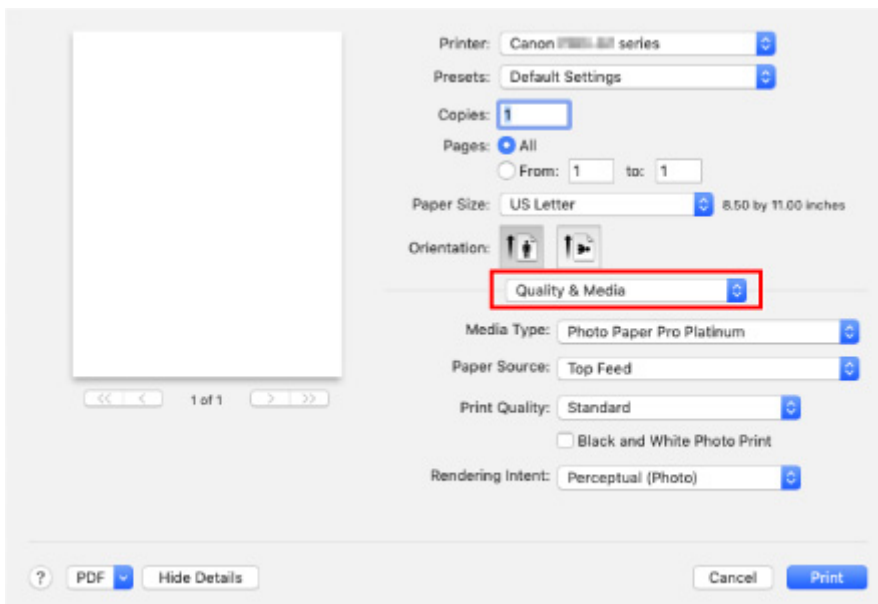 Printer: Canon series
Presets: Default Settings
Copies: 1
Pages: All
From: 1 to: 1
Paper Size: US Letter 8.50 by 11.00 inches
Orientation:
Quality & Media
Media Type: Photo Paper Pro Platinum
Paper Source: Top Feed
<< < 1 of 1 > >>
Print Quality: Standard
Black and White Photo Print
Rendering Intent: Perceptual (Photo)
? PDF Hide Details Cancel Print